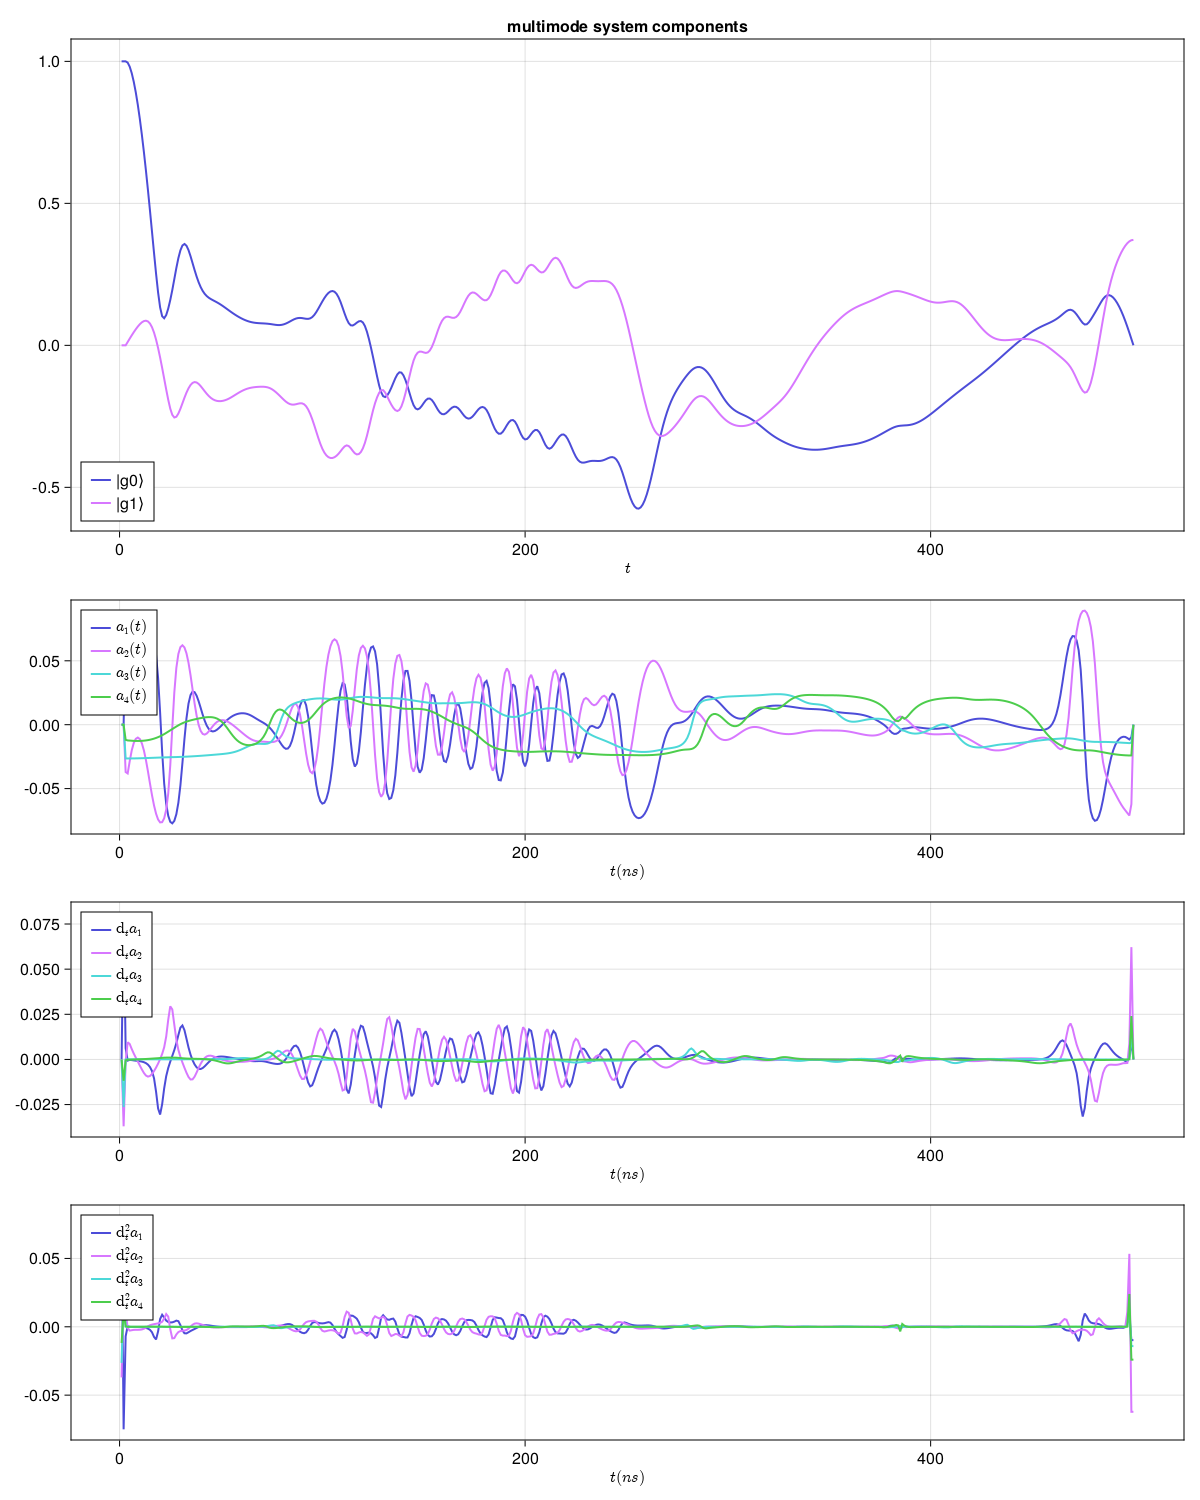 multimode system components
1.0
0.5
0.0
-0.5
|g0⟩
|g1⟩
0 200 400
t
a₁(t)
a₂(t)
a₃(t)
a₄(t)
0.05
0.00
-0.05
0 200 400
t(ns)
0.075
0.050
0.025
0.000
-0.025
dₜa₁
dₜa₂
dₜa₃
dₜa₄
0 200 400
t(ns)
d²ₜa₁
d²ₜa₂
d²ₜa₃
d²ₜa₄
0.05
0.00
-0.05
0 200 400
t(ns)